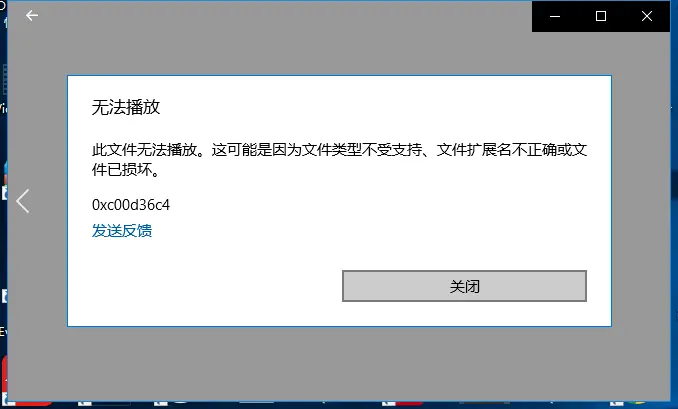 无法播放
此文件无法播放。这可能是因为文件类型不受支持、文件扩展名不正确或文
件已损坏。
0xc00d36c4
发送反馈
关闭